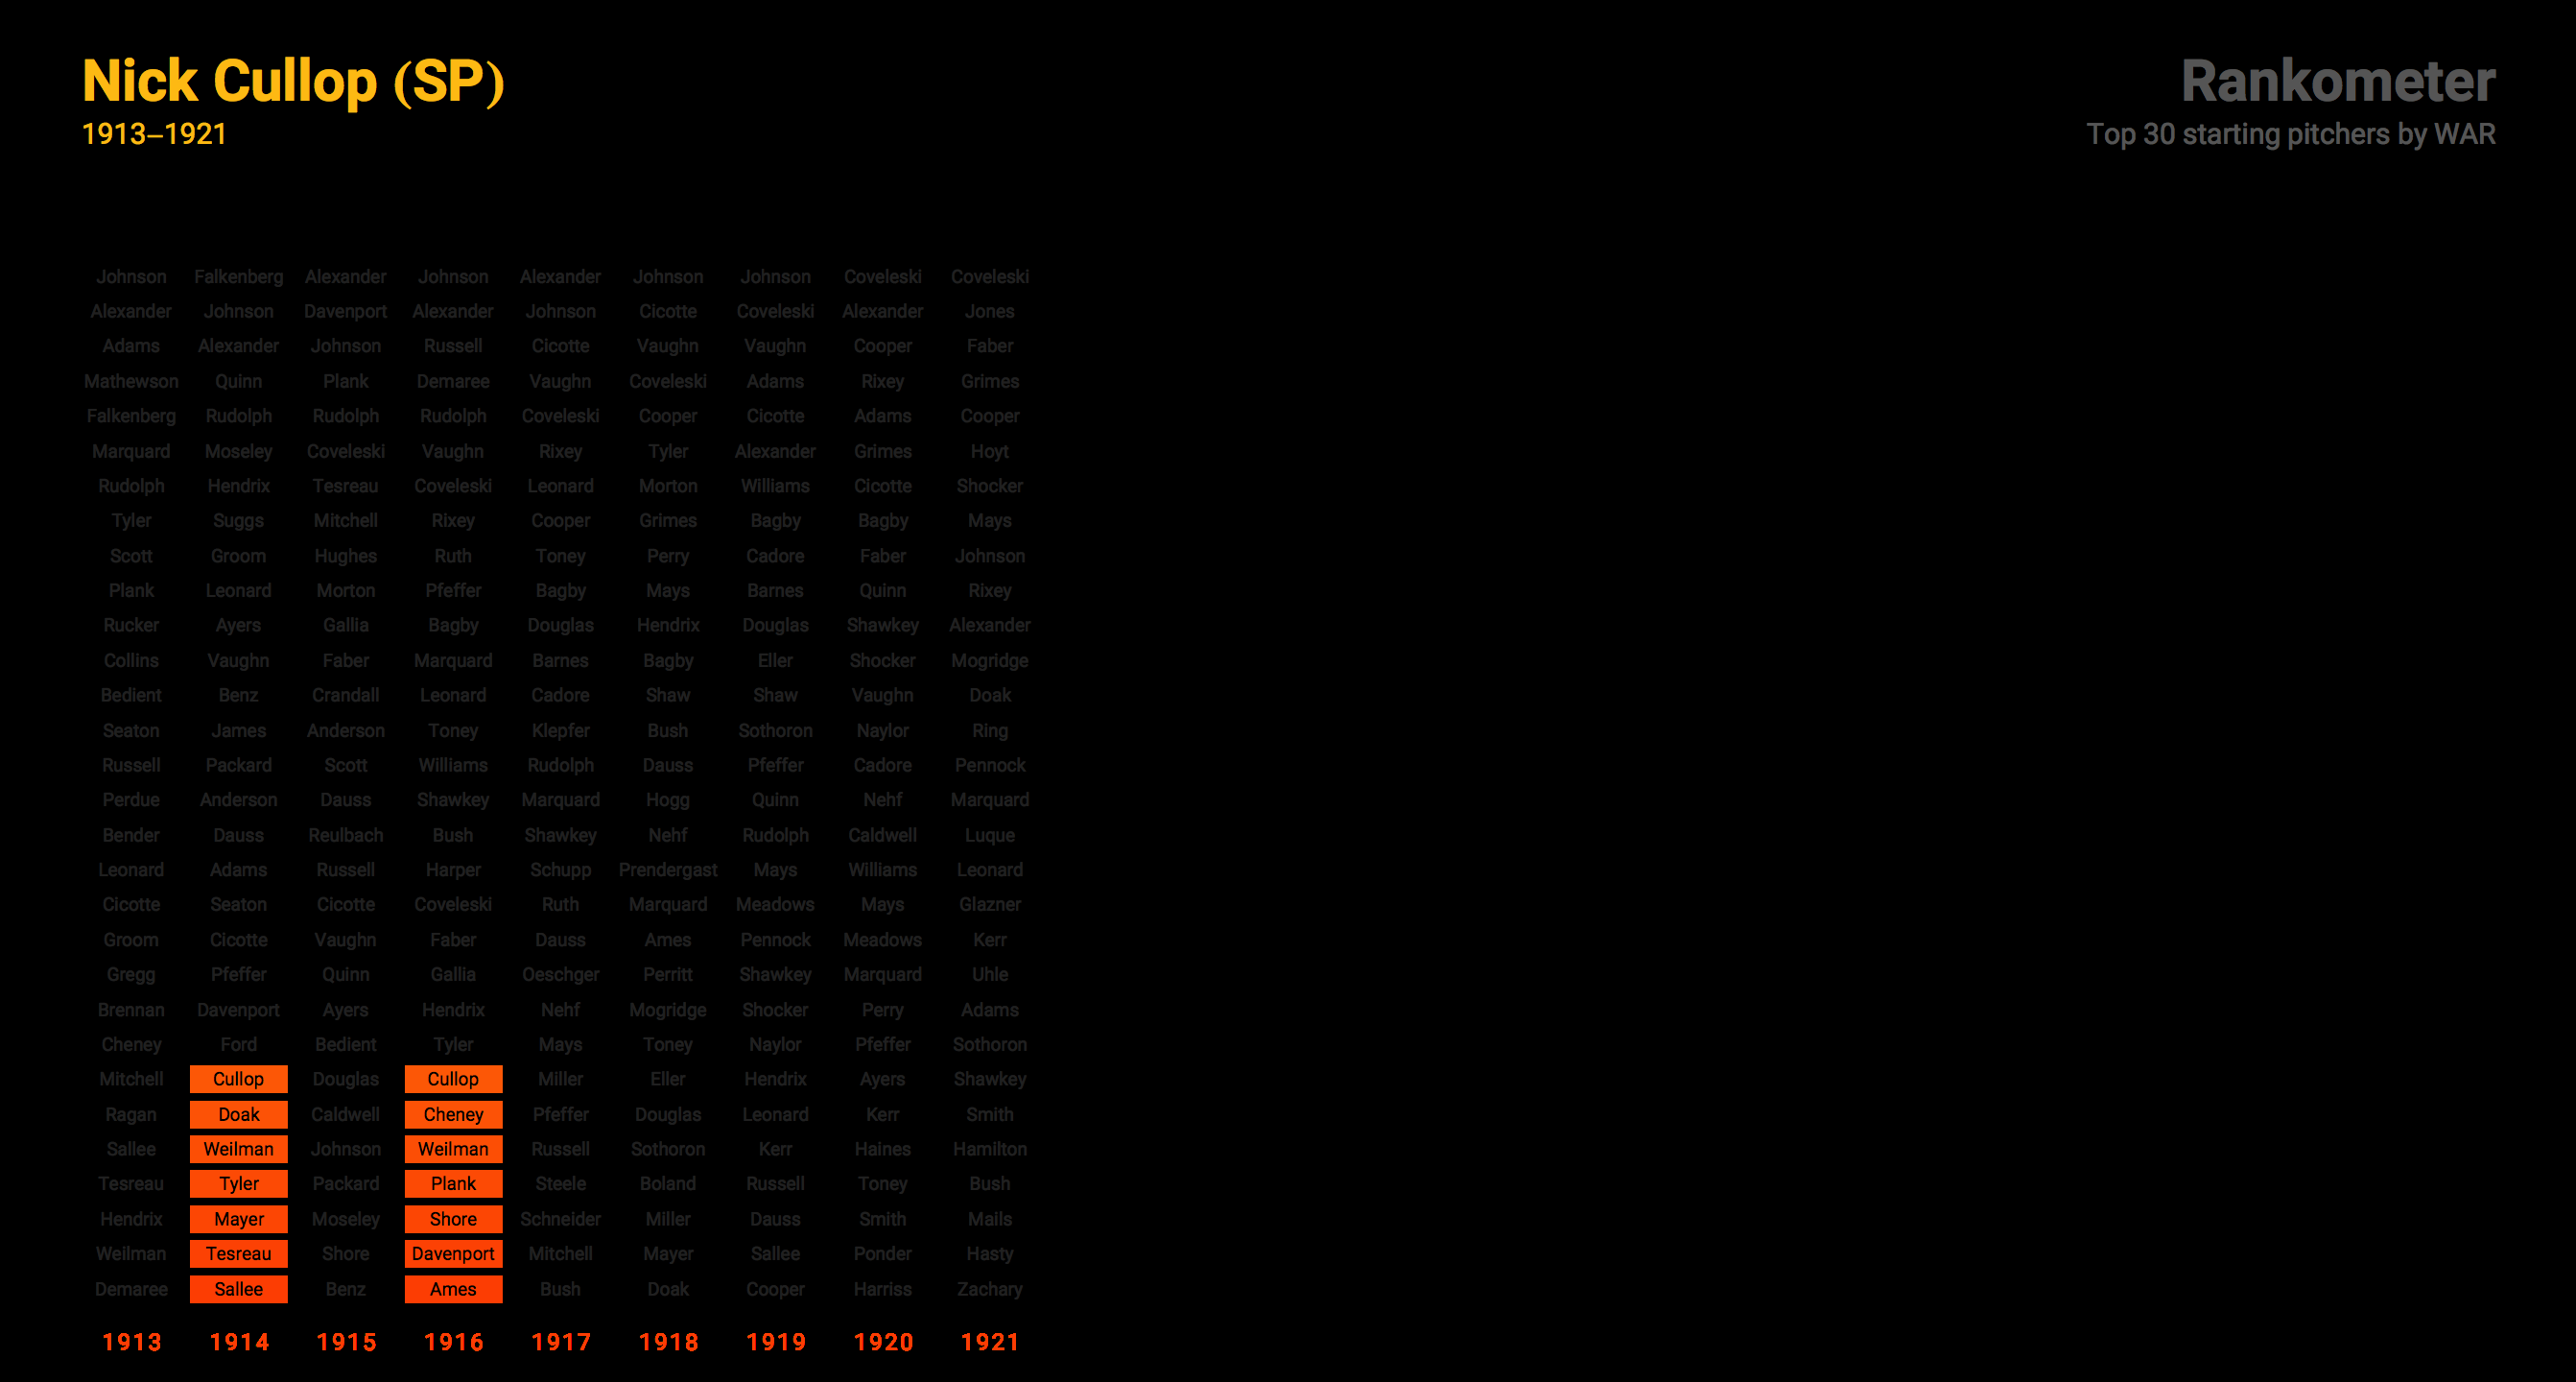 Nick Cullop (SP)
1913–1921
Rankometer
Top 30 starting pitchers by WAR
Johnson Falkenberg Alexander Johnson Alexander Johnson Johnson Coveleski Coveleski
Alexander Johnson Davenport Alexander Johnson Cicotte Coveleski Alexander Jones
Adams Alexander Johnson Russell Cicotte Vaughn Vaughn Cooper Faber
Mathewson Quinn Plank Demaree Vaughn Coveleski Adams Rixey Grimes
Falkenberg Rudolph Rudolph Rudolph Coveleski Cooper Cicotte Adams Cooper
Marquard Moseley Coveleski Vaughn Rixey Tyler Alexander Grimes Hoyt
Rudolph Hendrix Tesreau Coveleski Leonard Morton Williams Cicotte Shocker
Tyler Suggs Mitchell Rixey Cooper Grimes Bagby Bagby Mays
Scott Groom Hughes Ruth Toney Perry Cadore Faber Johnson
Plank Leonard Morton Pfeffer Bagby Mays Barnes Quinn Rixey
Rucker Ayers Gallia Bagby Douglas Hendrix Douglas Shawkey Alexander
Collins Vaughn Faber Marquard Barnes Bagby Eller Shocker Mogridge
Bedient Benz Crandall Leonard Cadore Shaw Shaw Vaughn Doak
Seaton James Anderson Toney Klepfer Bush Sothoron Naylor Ring
Russell Packard Scott Williams Rudolph Dauss Pfeffer Cadore Pennock
Perdue Anderson Dauss Shawkey Marquard Hogg Quinn Nehf Marquard
Bender Dauss Reulbach Bush Shawkey Nehf Rudolph Caldwell Luque
Leonard Adams Russell Harper Schupp Prendergast Mays Williams Leonard
Cicotte Seaton Cicotte Coveleski Ruth Marquard Meadows Mays Glazner
Groom Cicotte Vaughn Faber Dauss Ames Pennock Meadows Kerr
Gregg Pfeffer Quinn Gallia Oeschger Perritt Shawkey Marquard Uhle
Brennan Davenport Ayers Hendrix Nehf Mogridge Shocker Perry Adams
Cheney Ford Bedient Tyler Mays Toney Naylor Pfeffer Sothoron
Mitchell Cullop Douglas Cullop Miller Eller Hendrix Ayers Shawkey
Ragan Doak Caldwell Cheney Pfeffer Douglas Leonard Kerr Smith
Sallee Weilman Johnson Weilman Russell Sothoron Kerr Haines Hamilton
Tesreau Tyler Packard Plank Steele Boland Russell Toney Bush
Hendrix Mayer Moseley Shore Schneider Miller Dauss Smith Mails
Weilman Tesreau Shore Davenport Mitchell Mayer Sallee Ponder Hasty
Demaree Sallee Benz Ames Bush Doak Cooper Harriss Zachary
1913 1914 1915 1916 1917 1918 1919 1920 1921